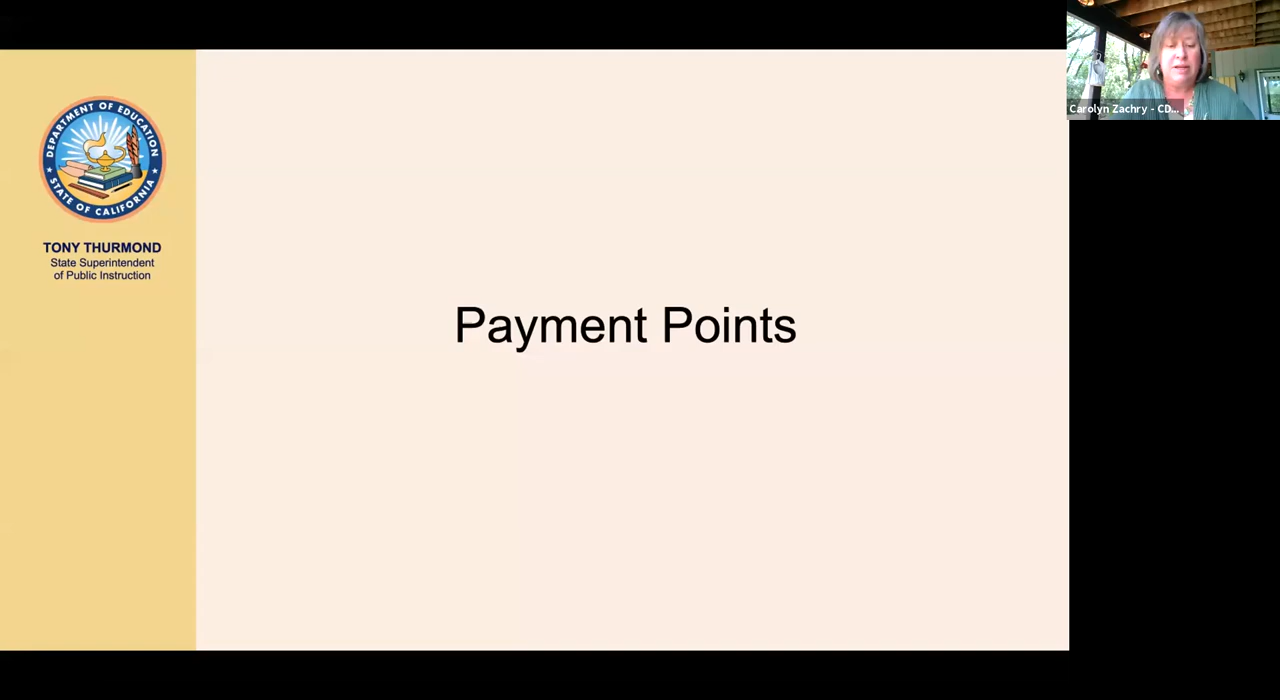 DEPARTMENT OF EDUCATION
STATE OF CALIFORNIA
TONY THURMOND
State Superintendent
of Public Instruction
Payment Points
Carolyn Zachry - CD...